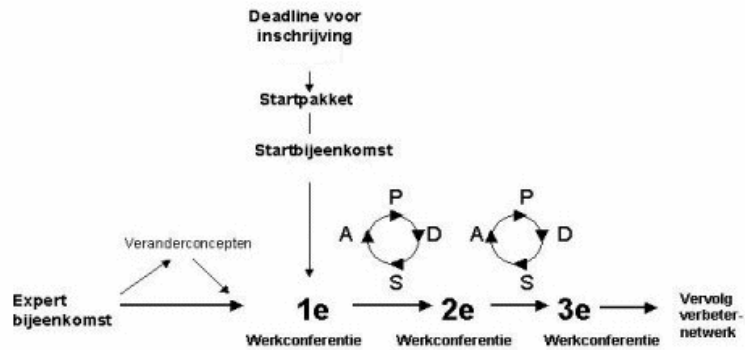 Deadline voor
inschrijving
Startpakket
Startbijeenkomst
P
A
D
S
P
A
D
S
Veranderconcepten
Expert
bijeenkomst
1e
Werkconferentie
2e
Werkconferentie
3e
Werkconferentie
Vervolg
verbeter-
netwerk